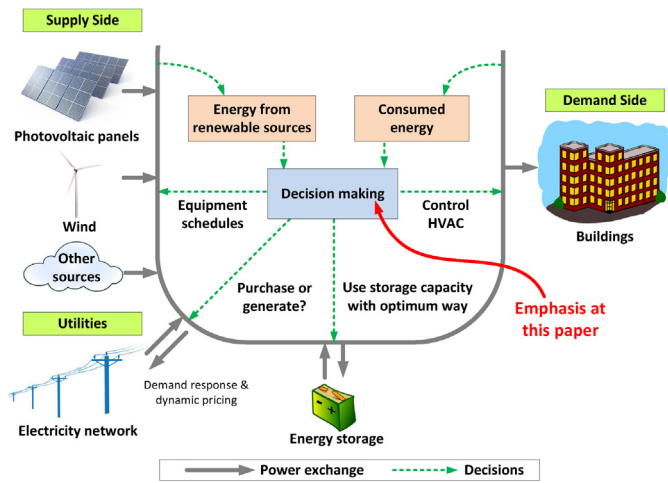 Supply Side
Photovoltaic panels
Wind
Other
sources
Utilities
Electricity network
Energy from
renewable sources
Consumed
energy
Decision making
Equipment
schedules
Control
HVAC
Purchase or
generate?
Use storage capacity
with optimum way
Demand Side
Buildings
Emphasis at
this paper
Demand response &
dynamic pricing
Energy storage
Power exchange
Decisions